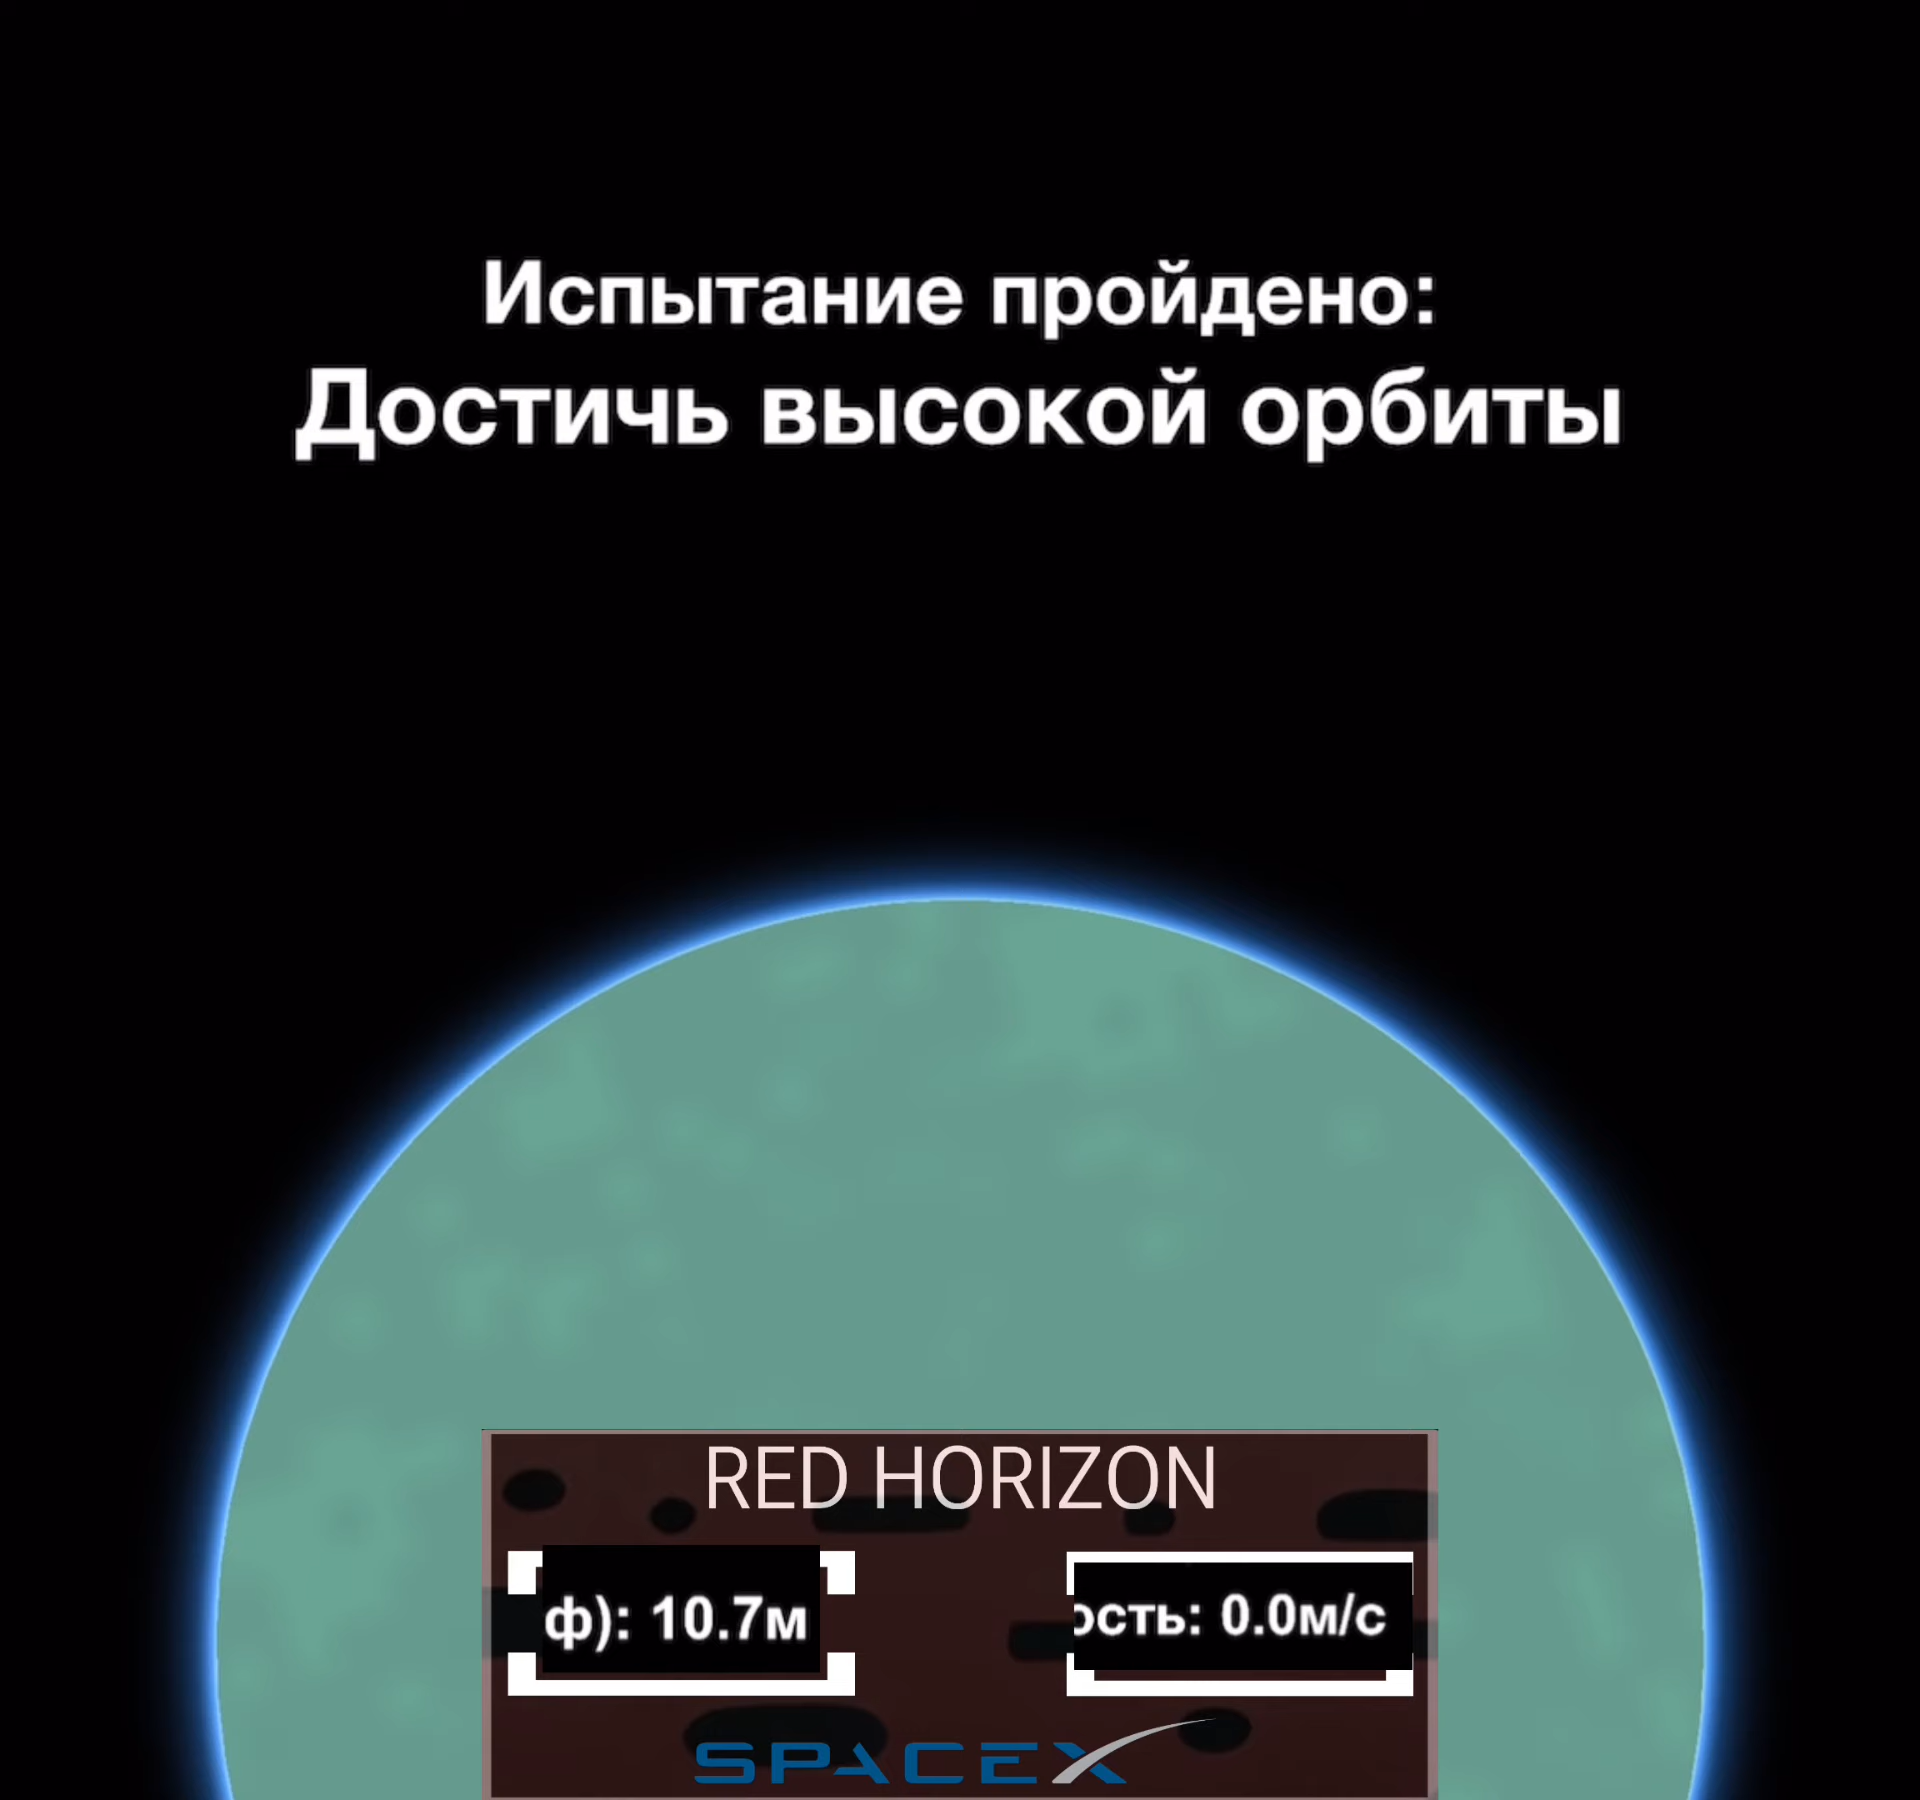 Испытание пройдено:
Достичь высокой орбиты
RED HORIZON
ф): 10.7м
ость: 0.0м/с
SPACEX